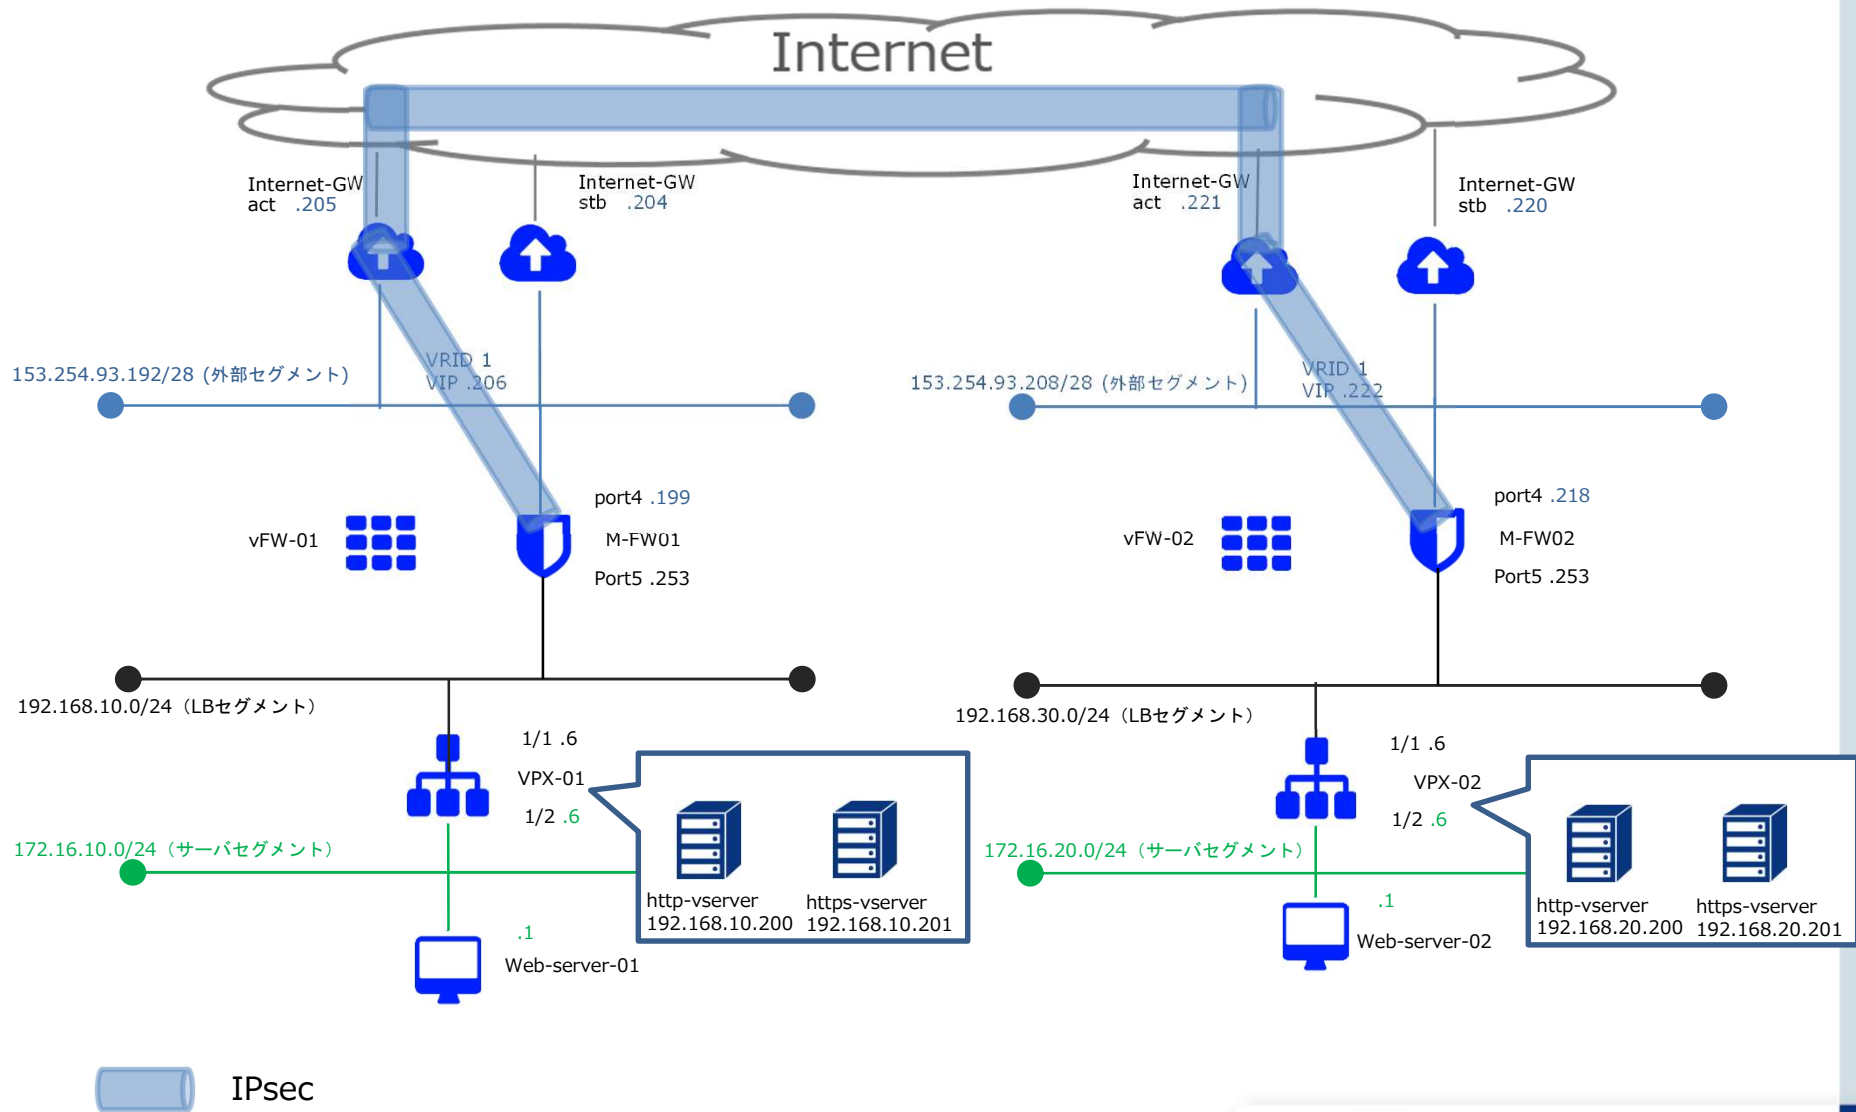 Internet
Internet-GW
act .205
Internet-GW
stb .204
Internet-GW
act .221
Internet-GW
stb .220
VRID 1
VIP .206
153.254.93.192/28 (外部セグメント)
VRID 1
VIP .222
153.254.93.208/28 (外部セグメント)
port4 .199
vFW-01
M-FW01
Port5 .253
port4 .218
vFW-02
M-FW02
Port5 .253
192.168.10.0/24（LBセグメント）
192.168.30.0/24（LBセグメント）
1/1 .6
VPX-01
1/2 .6
1/1 .6
VPX-02
1/2 .6
172.16.10.0/24（サーバセグメント）
172.16.20.0/24（サーバセグメント）
http-vserver
192.168.10.200
https-vserver
192.168.10.201
http-vserver
192.168.20.200
https-vserver
192.168.20.201
.1
Web-server-01
.1
Web-server-02
IPsec